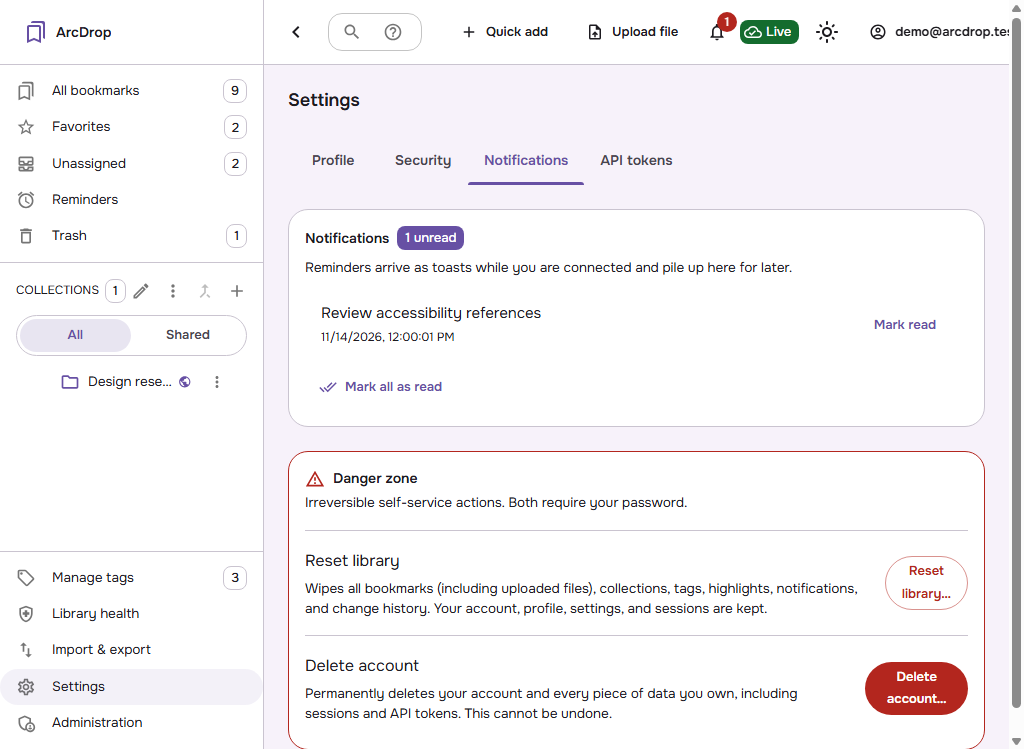 ArcDrop
Quick add
Upload file
1
Live
demo@arcdrop.tes
All bookmarks
9
Favorites
2
Unassigned
2
Reminders
Trash
1
COLLECTIONS
1
All
Shared
Design rese...
Manage tags
3
Library health
Import & export
Settings
Administration
Settings
Profile
Security
Notifications
API tokens
Notifications
1 unread
Reminders arrive as toasts while you are connected and pile up here for later.
Review accessibility references
11/14/2026, 12:00:01 PM
Mark read
Mark all as read
Danger zone
Irreversible self-service actions. Both require your password.
Reset library
Wipes all bookmarks (including uploaded files), collections, tags, highlights, notifications,
and change history. Your account, profile, settings, and sessions are kept.
Reset
library...
Delete account
Permanently deletes your account and every piece of data you own, including
sessions and API tokens. This cannot be undone.
Delete
account...